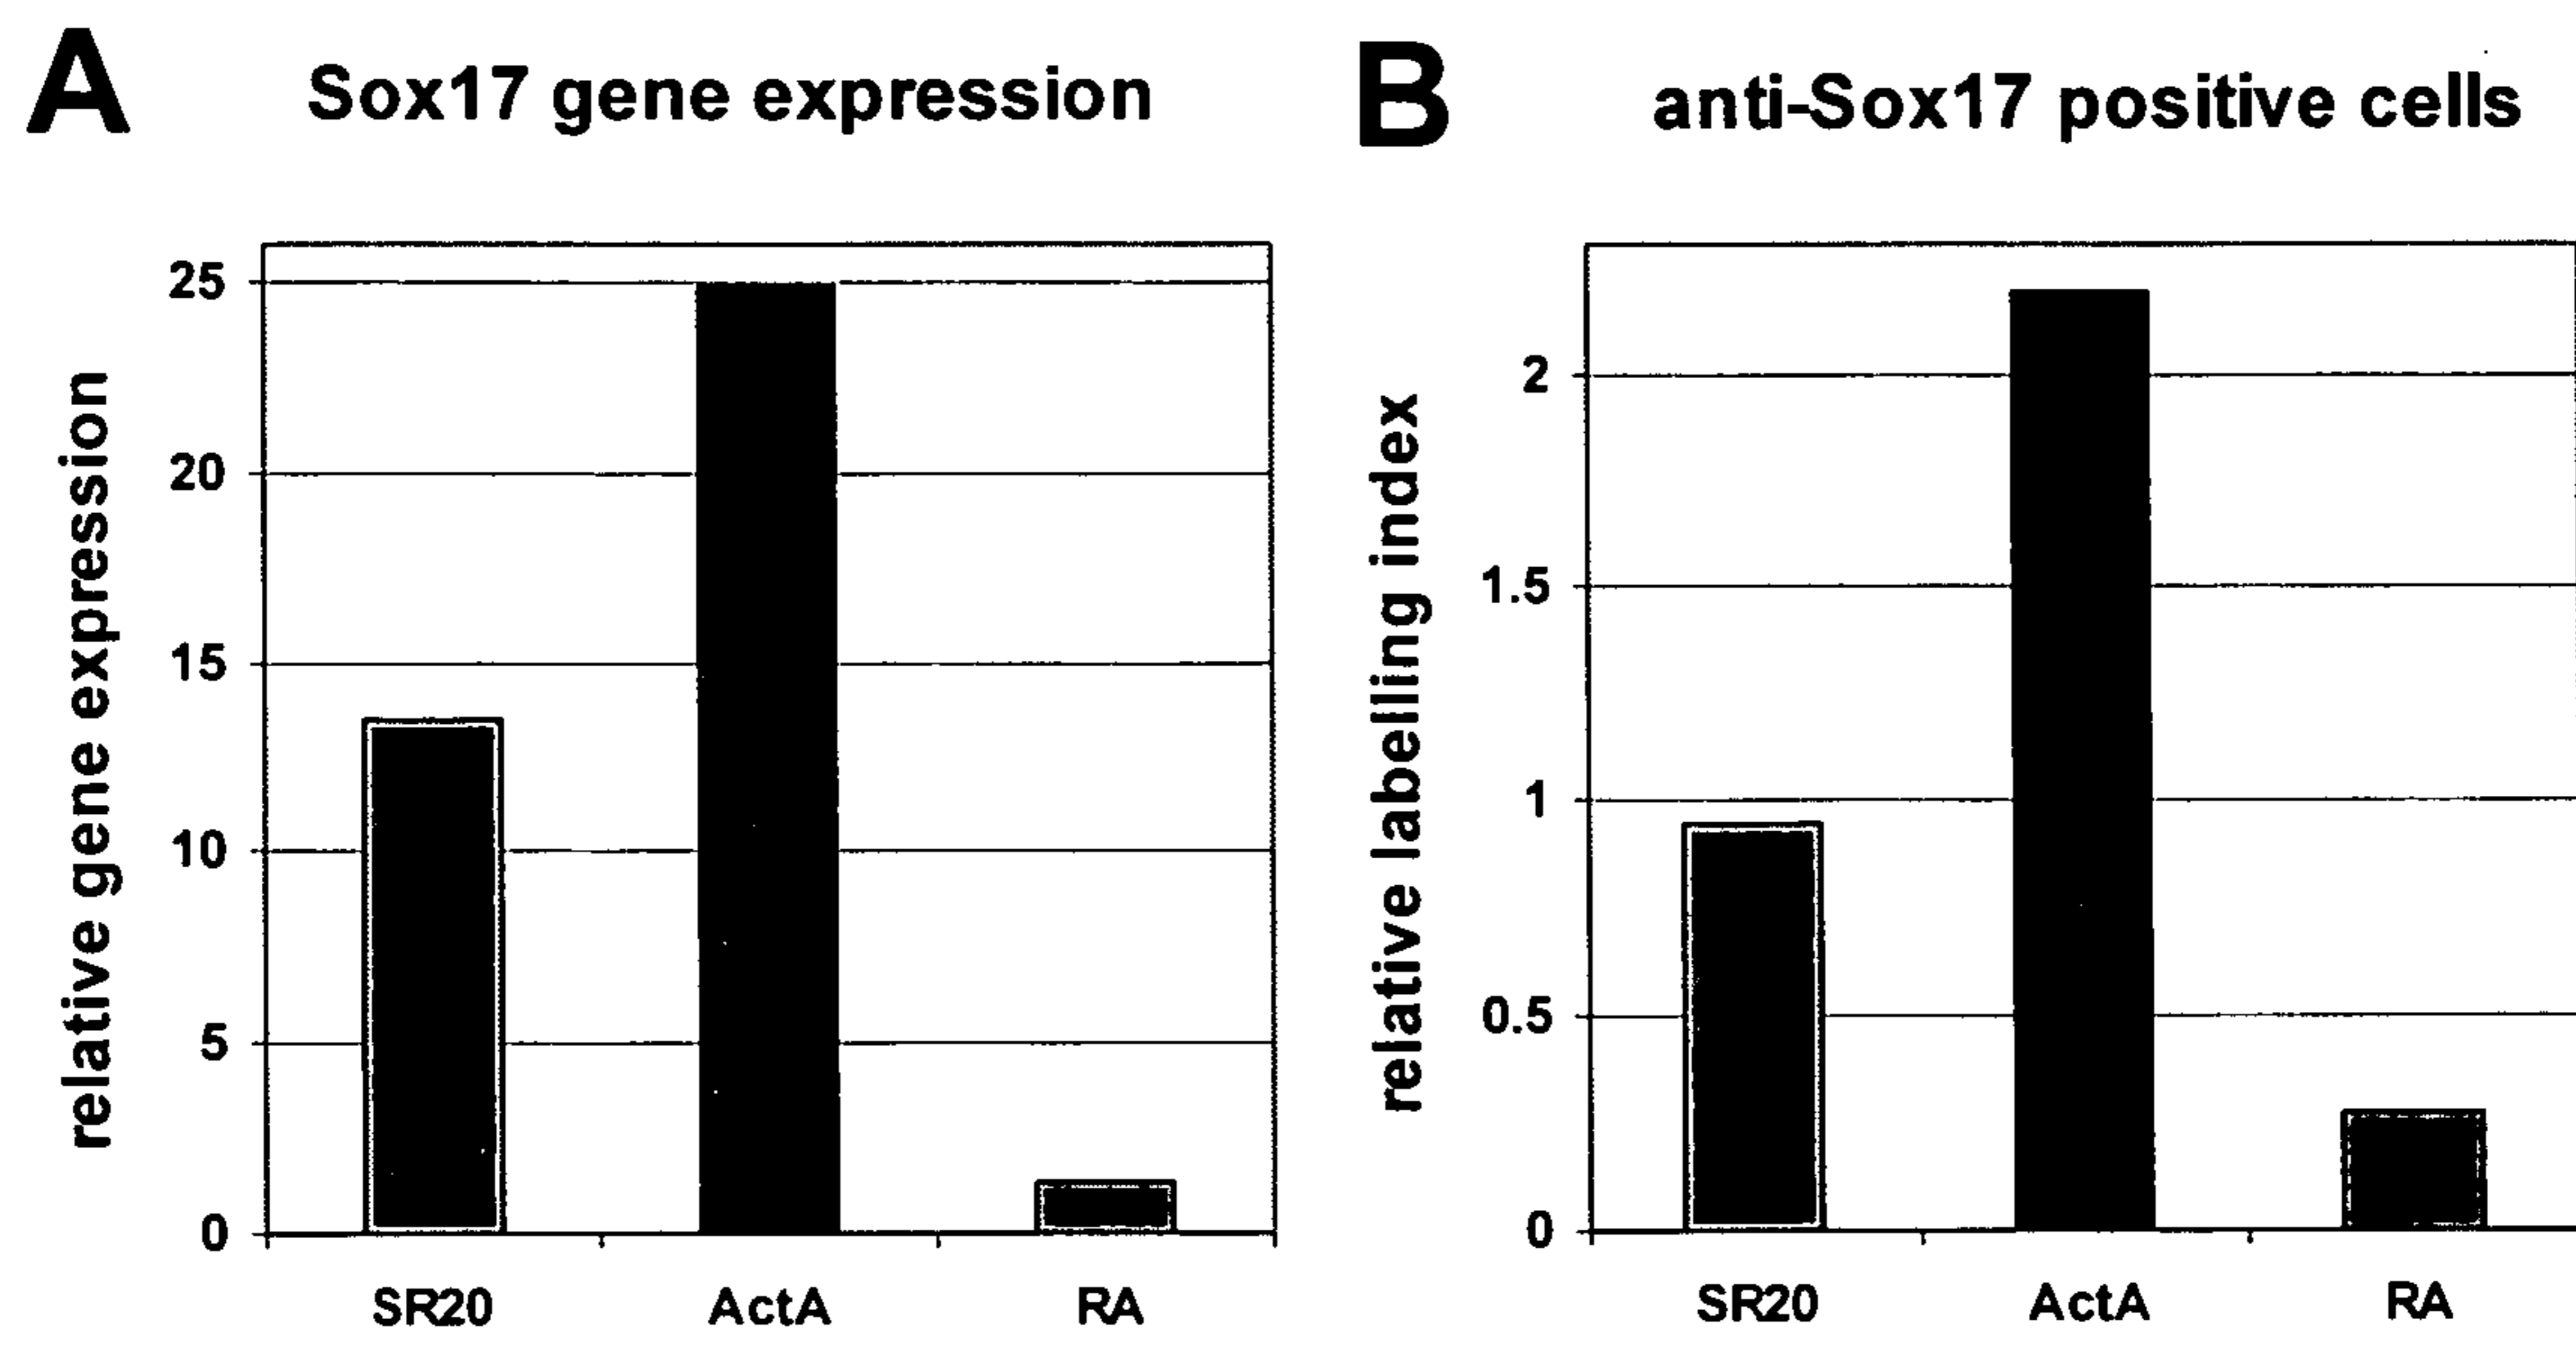 A
Sox17 gene expression
relative gene expression
25
20
15
10
5
0
SR20
ActA
RA
B
anti-Sox17 positive cells
relative labelling index
2
1.5
1
0.5
0
SR20
ActA
RA